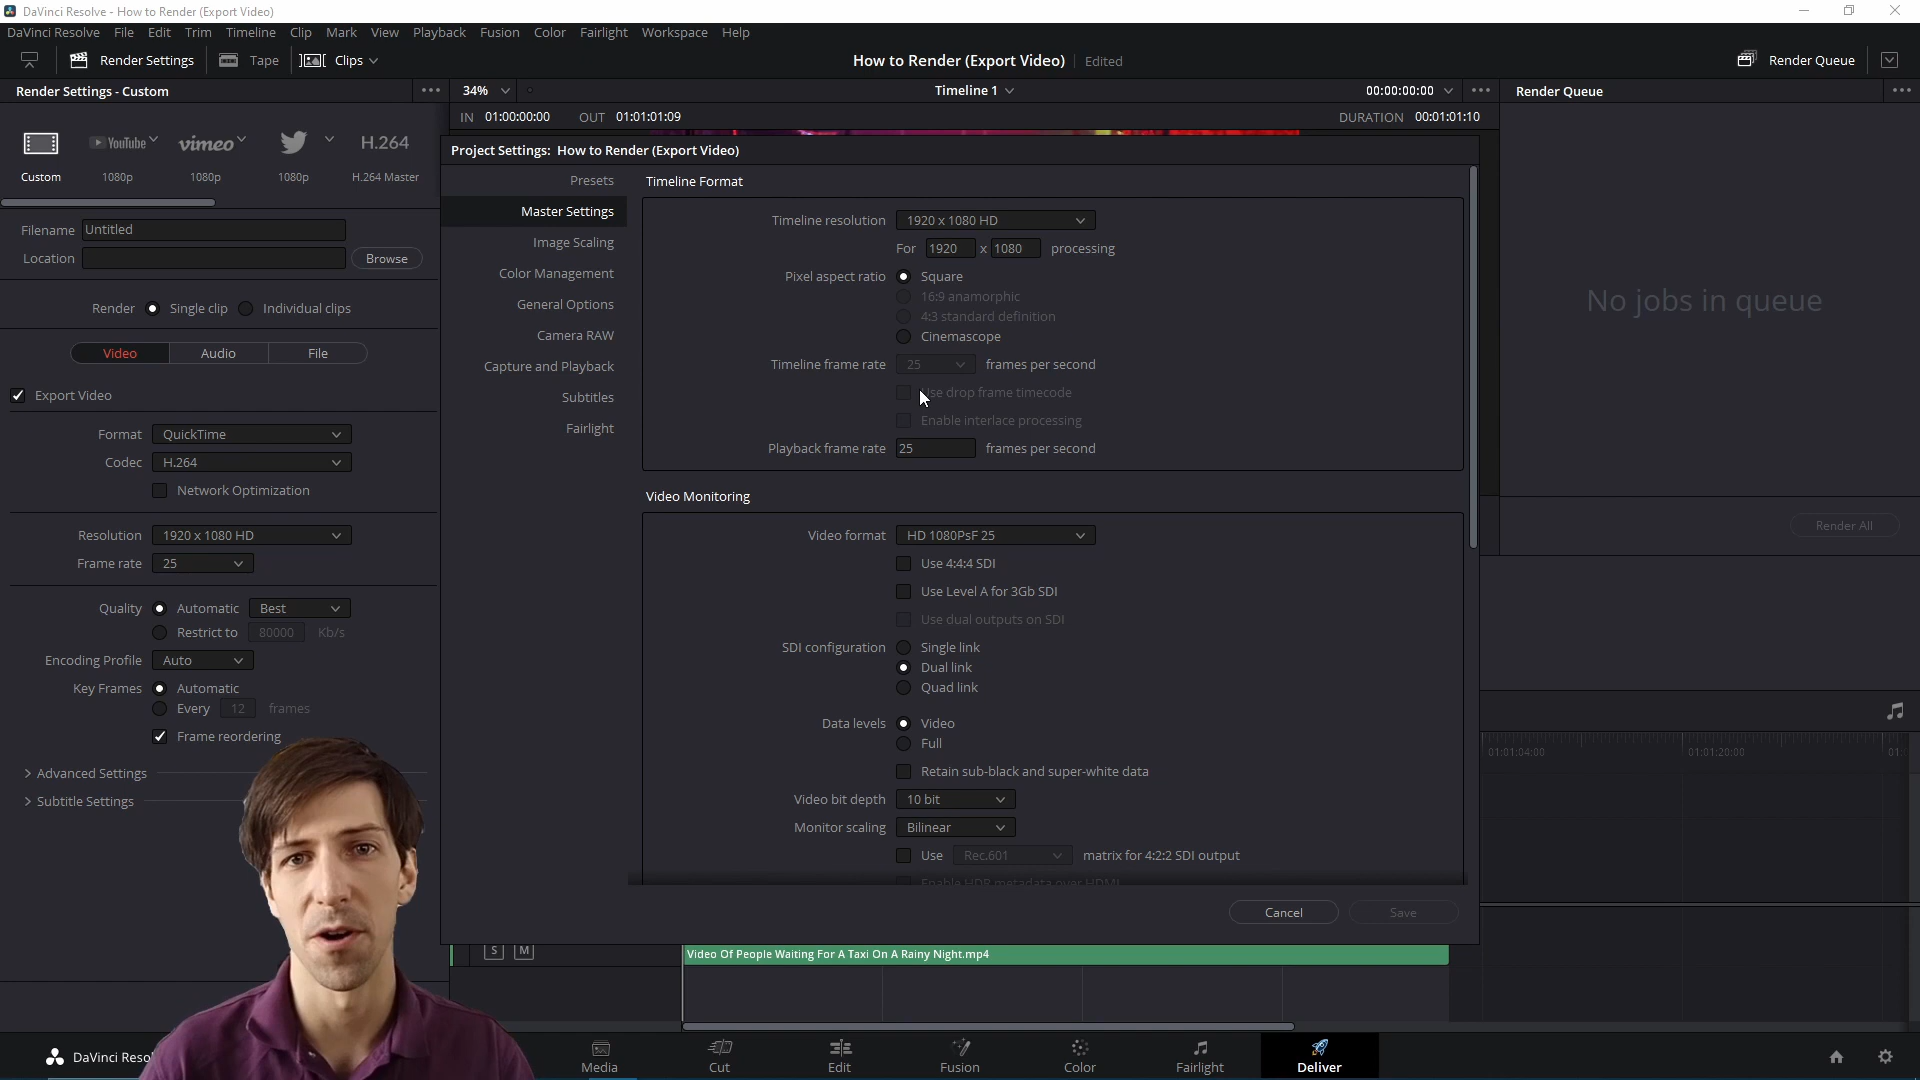 DaVinci Resolve - How to Render (Export Video)
DaVinci Resolve File Edit Trim Timeline Clip Mark View Playback Fusion Color Fairlight Workspace Help
Render Settings Tape Clips
How to Render (Export Video) Edited
Render Queue
Render Settings - Custom
34%
Timeline 1
00:00:00:00
Render Queue
IN 01:00:00:00 OUT 01:01:01:09
DURATION 00:01:01:10
YouTube
vimeo
H.264
Custom
1080p
1080p
1080p
H.264 Master
Filename Untitled
Location Browse
Render Single clip Individual clips
Video Audio File
Export Video
Format QuickTime
Codec H.264
Network Optimization
Resolution 1920 x 1080 HD
Frame rate 25
Quality Automatic Best
Restrict to 80000 Kb/s
Encoding Profile Auto
Key Frames Automatic
Every 12 frames
Frame reordering
Advanced Settings
Subtitle Settings
Project Settings: How to Render (Export Video)
Presets
Master Settings
Image Scaling
Color Management
General Options
Camera RAW
Capture and Playback
Subtitles
Fairlight
Timeline Format
Timeline resolution 1920 x 1080 HD
For 1920 x 1080 processing
Pixel aspect ratio Square
16:9 anamorphic
4:3 standard definition
Cinemascope
Timeline frame rate 25 frames per second
Use drop frame timecode
Enable interlace processing
Playback frame rate 25 frames per second
Video Monitoring
Video format HD 1080PsF 25
Use 4:4:4 SDI
Use Level A for 3Gb SDI
Use dual outputs on SDI
SDI configuration Single link
Dual link
Quad link
Data levels Video
Full
Retain sub-black and super-white data
Video bit depth 10 bit
Monitor scaling Bilinear
Use Rec.601 matrix for 4:2:2 SDI output
Enable HDR metadata over HDMI
Cancel Save
No jobs in queue
Render All
01:01:04:00 01:01:20:00 01:
S M
Video Of People Waiting For A Taxi On A Rainy Night.mp4
DaVinci Reso
Media Cut Edit Fusion Color Fairlight Deliver